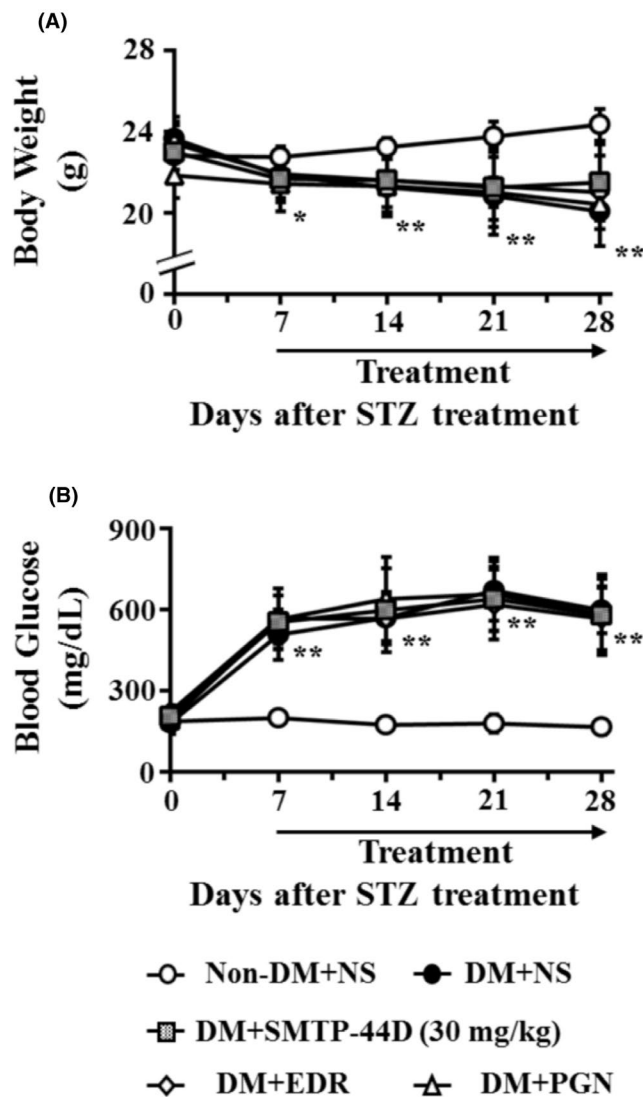 (A)
28
24
20
0
Body Weight
(g)
*
**
**
**
0 7 14 21 28
Treatment
Days after STZ treatment
(B)
900
600
300
0
Blood Glucose
(mg/dL)
**
**
**
**
0 7 14 21 28
Treatment
Days after STZ treatment
Non-DM+NS DM+NS
DM+SMTP-44D (30 mg/kg)
DM+EDR DM+PGN